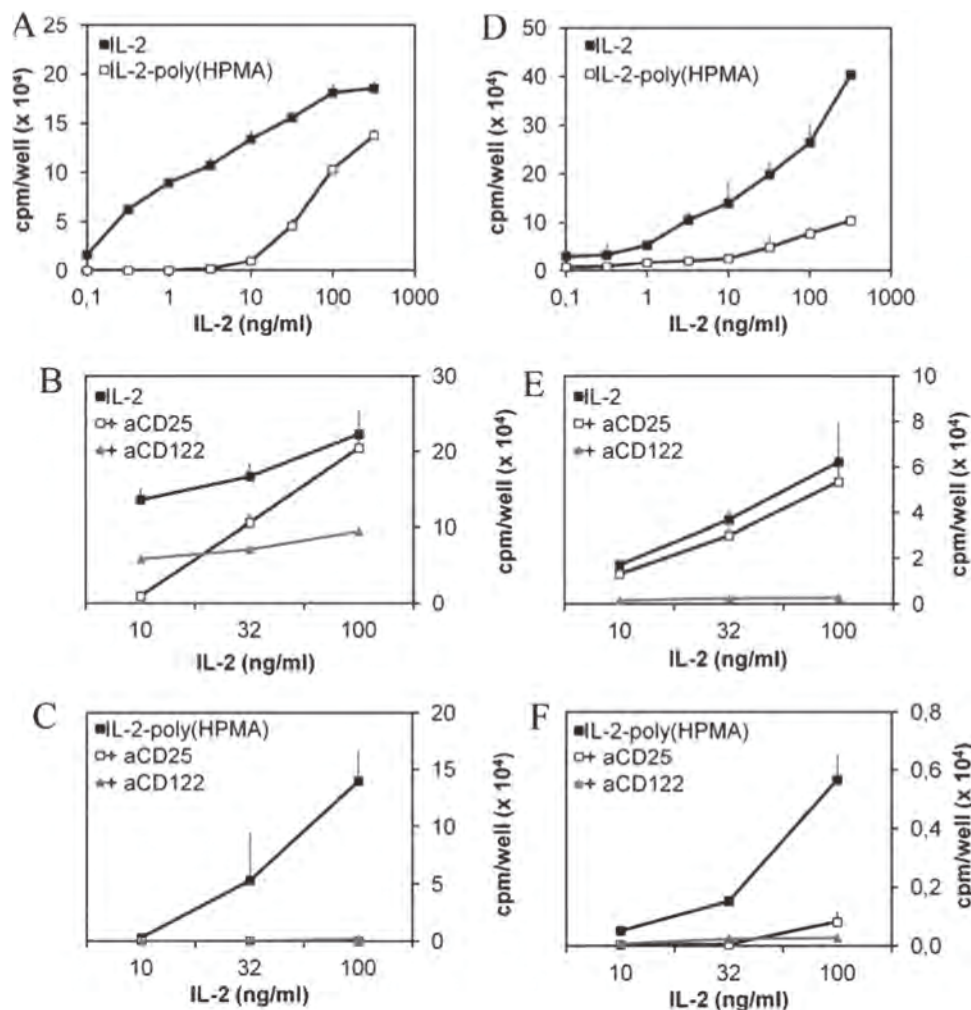 A
25
20
15
10
5
0
cpm/well (x 10⁴)
IL-2
IL-2-poly(HPMA)
0,1
1
10
100
1000
IL-2 (ng/ml)
D
50
40
30
20
10
0
cpm/well (x 10⁴)
IL-2
IL-2-poly(HPMA)
0,1
1
10
100
1000
IL-2 (ng/ml)
B
IL-2
+ aCD25
+ aCD122
30
20
10
0
cpm/well (x 10⁴)
10
32
100
IL-2 (ng/ml)
E
IL-2
+ aCD25
+ aCD122
10
8
6
4
2
0
cpm/well (x 10⁴)
10
32
100
IL-2 (ng/ml)
C
IL-2-poly(HPMA)
+ aCD25
+ aCD122
20
15
10
5
0
cpm/well (x 10⁴)
10
32
100
IL-2 (ng/ml)
F
IL-2-poly(HPMA)
+ aCD25
+ aCD122
0,8
0,6
0,4
0,2
0,0
cpm/well (x 10⁴)
10
32
100
IL-2 (ng/ml)